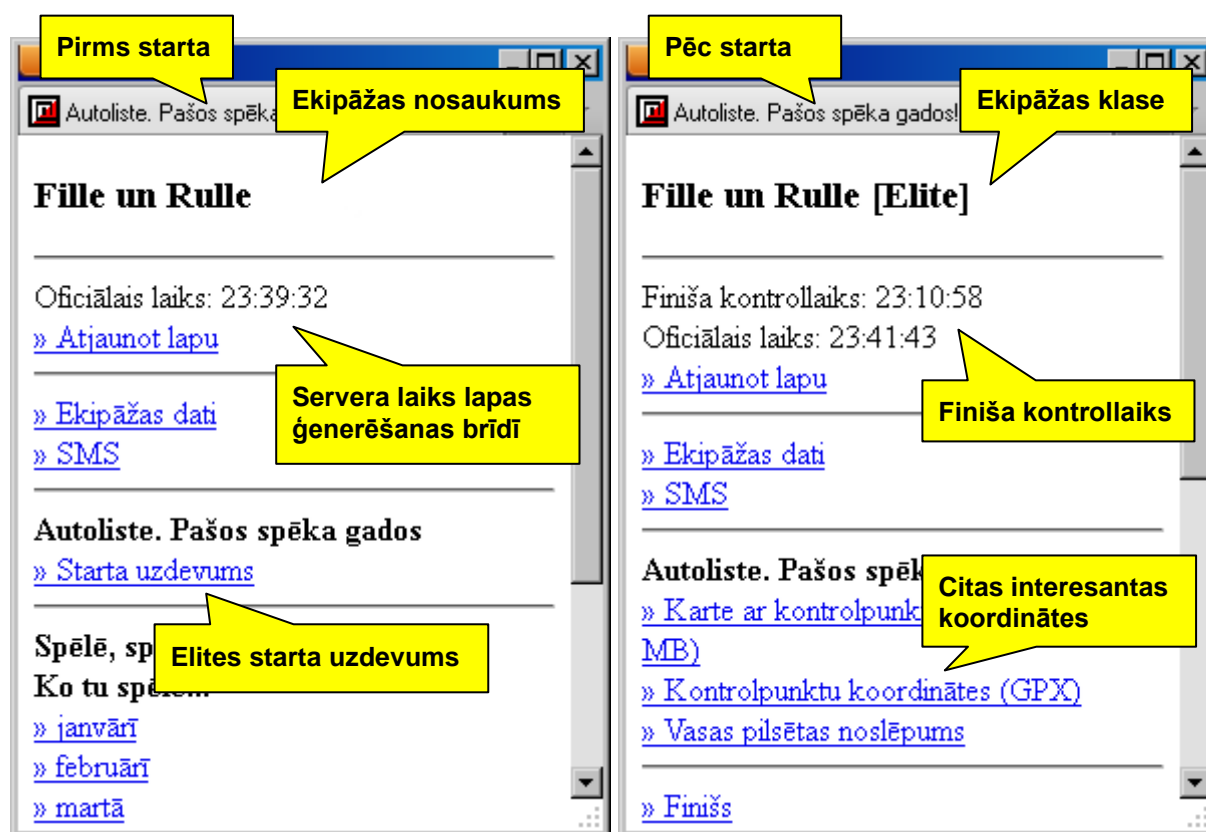 Pirms starta
Autoliste. Pašos spēka
Ekipāžas nosaukums
Fille un Rulle
Oficiālais laiks: 23:39:32
» Atjaunot lapu
Servera laiks lapas
ģenerēšanas brīdī
» Ekipāžas dati
» SMS
Autoliste. Pašos spēka gados
» Starta uzdevums
Elites starta uzdevums
Spēlē, sp
Ko tu spēlē...
» janvārī
» februārī
» martā
Pēc starta
Autoliste. Pašos spēka gados!
Ekipāžas klase
Fille un Rulle [Elite]
Finiša kontrollaiks: 23:10:58
Oficiālais laiks: 23:41:43
» Atjaunot lapu
Finiša kontrollaiks
» Ekipāžas dati
» SMS
Autoliste. Pašos spēk
Citas interesantas
koordinātes
» Karte ar kontrolpunk
MB)
» Kontrolpunktu koordinātes (GPX)
» Vasas pilsētas noslēpums
» Finišs